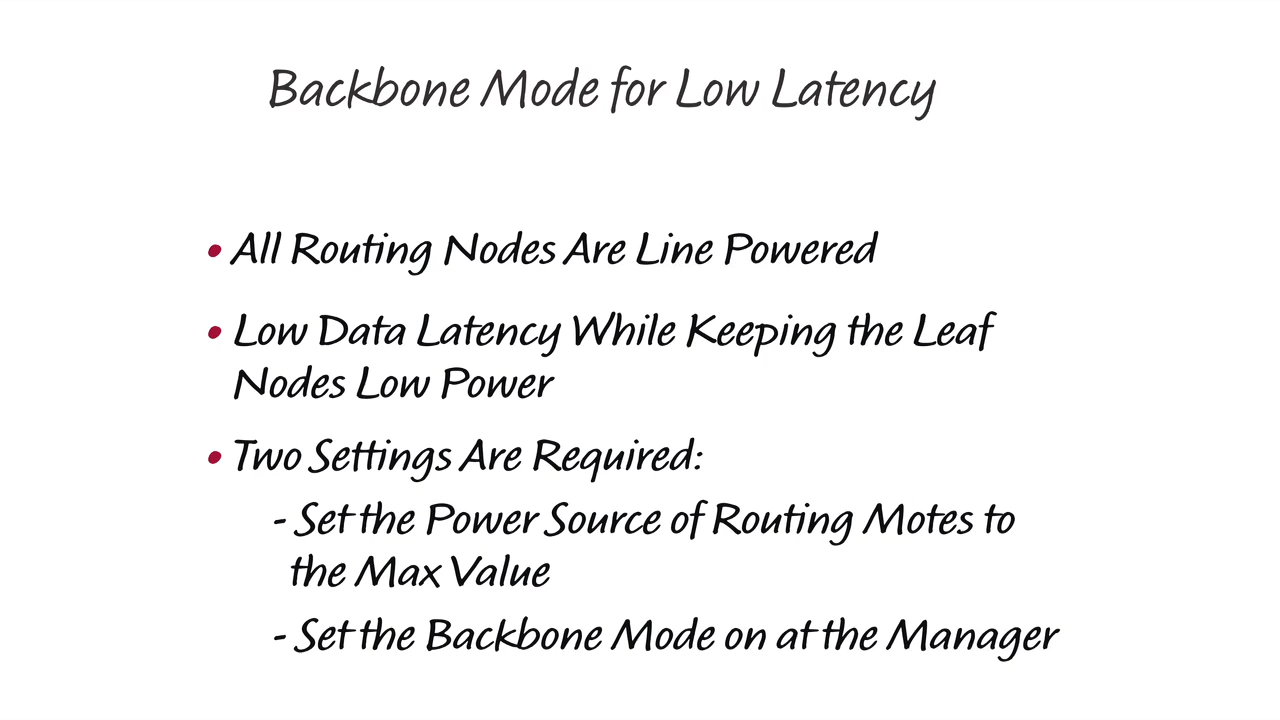 Backbone Mode for Low Latency
• All Routing Nodes Are Line Powered
• Low Data Latency While Keeping the Leaf
Nodes Low Power
• Two Settings Are Required:
- Set the Power Source of Routing Motes to
the Max Value
- Set the Backbone Mode on at the Manager